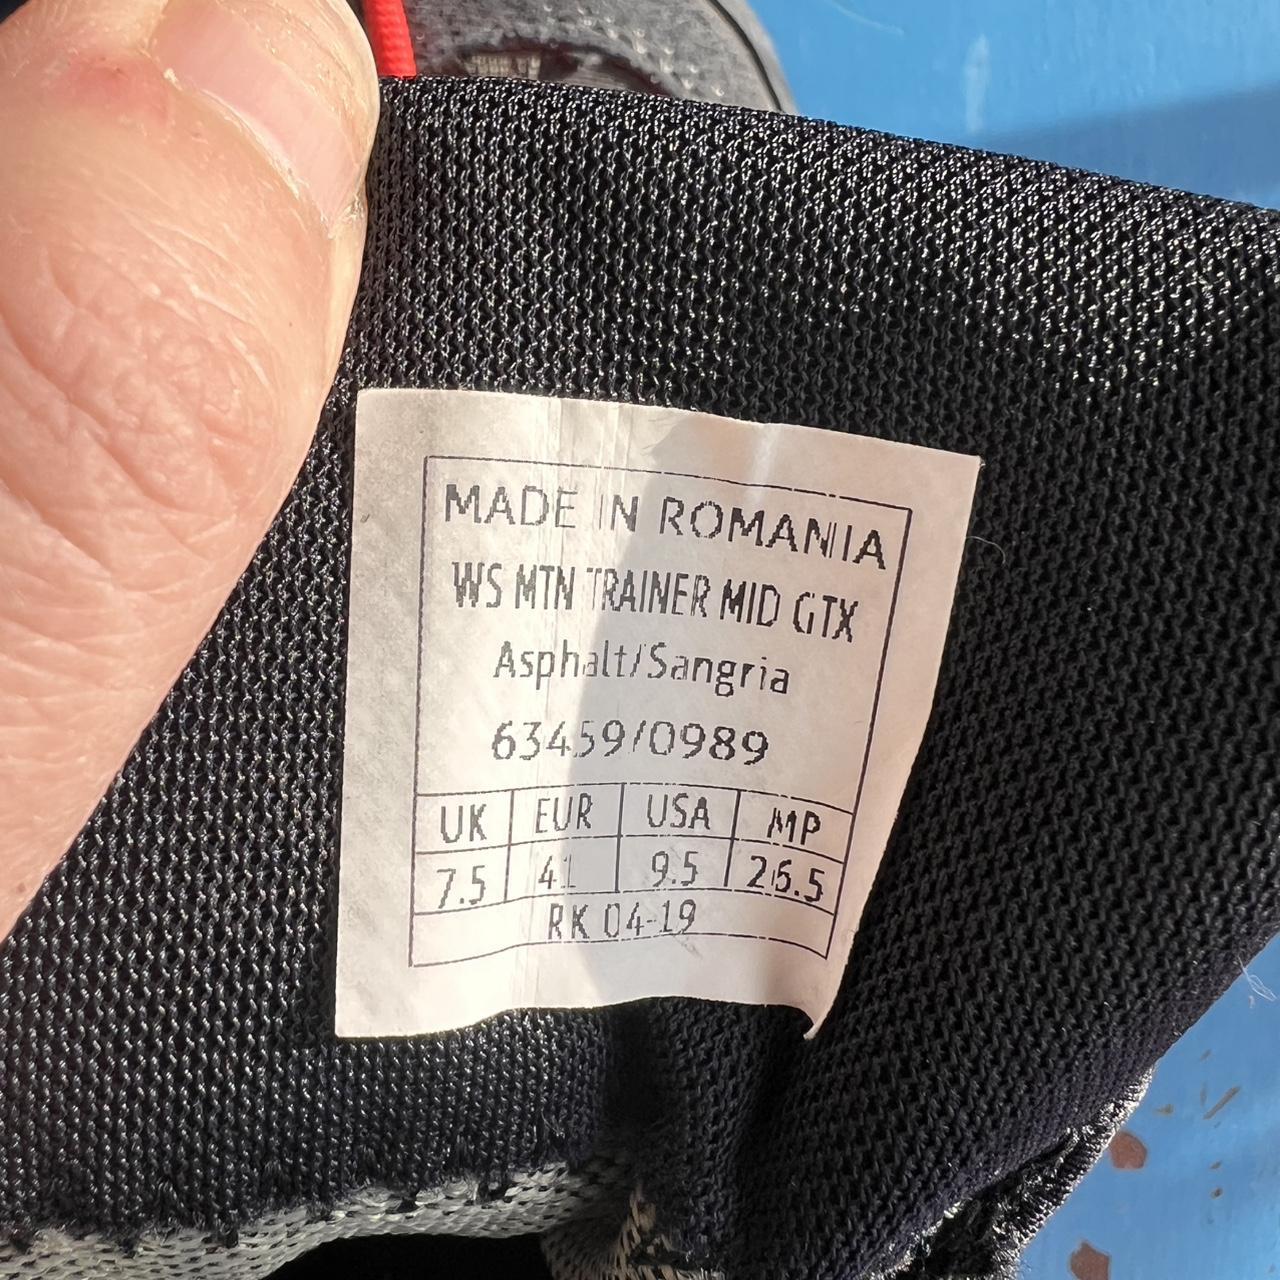 MADE IN ROMANIA
WS MTN TRAINER MID GTX
Asphalt/Sangria
63459/0989
UK EUR USA MP
7.5 41 9.5 26.5
RK 04-19